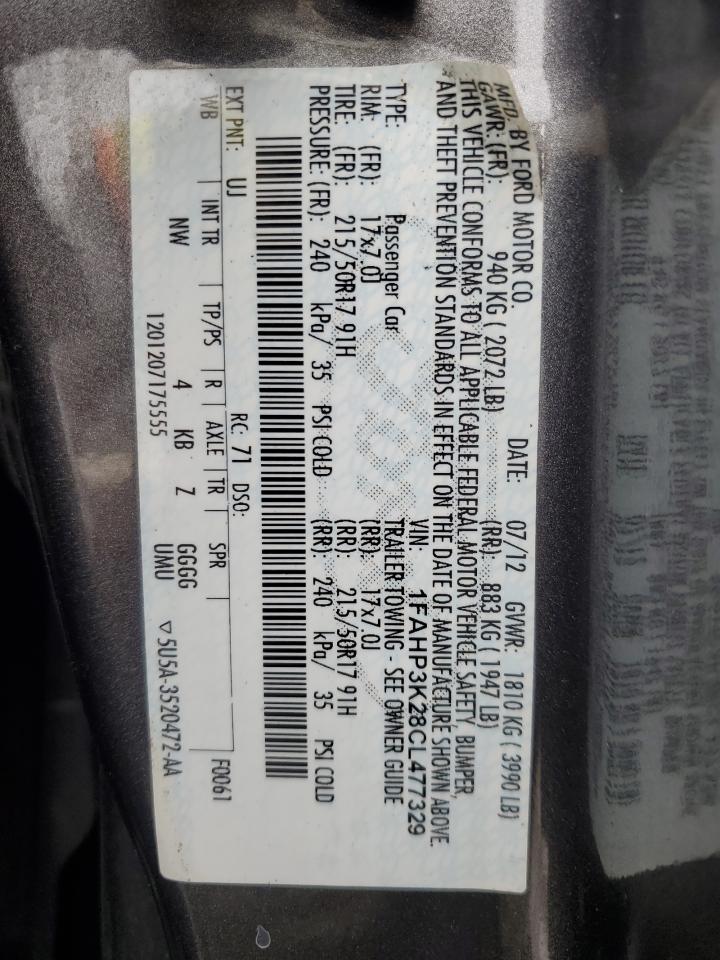 MFD. BY FORD MOTOR CO. DATE: 07/12 GVWR: 1810 KG ( 3990 LB)
GAWR: (FR): 940 KG ( 2072 LB) (RR): 883 KG ( 1947 LB)
THIS VEHICLE CONFORMS TO ALL APPLICABLE FEDERAL MOTOR VEHICLE SAFETY, BUMPER,
AND THEFT PREVENTION STANDARDS IN EFFECT ON THE DATE OF MANUFACTURE SHOWN ABOVE.
VIN: 1FAHP3K28CL477329
TYPE: Passenger Car TRAILER TOWING - SEE OWNER GUIDE
RIM: (FR): 17x7.0J (RR): 17x7.0J
TIRE: (FR): 215/50R17 91H (RR): 215/50R17 91H
PRESSURE: (FR): 240 kPa/ 35 PSI COLD (RR): 240 kPa/ 35 PSI COLD
EXT PNT: UJ RC: 71 DSO: F0061
WB INT TR TP/PS R AXLE TR SPR
NW 4 KB Z GGGG
UMU
120120717555 ▽5U5A-3520472-AA